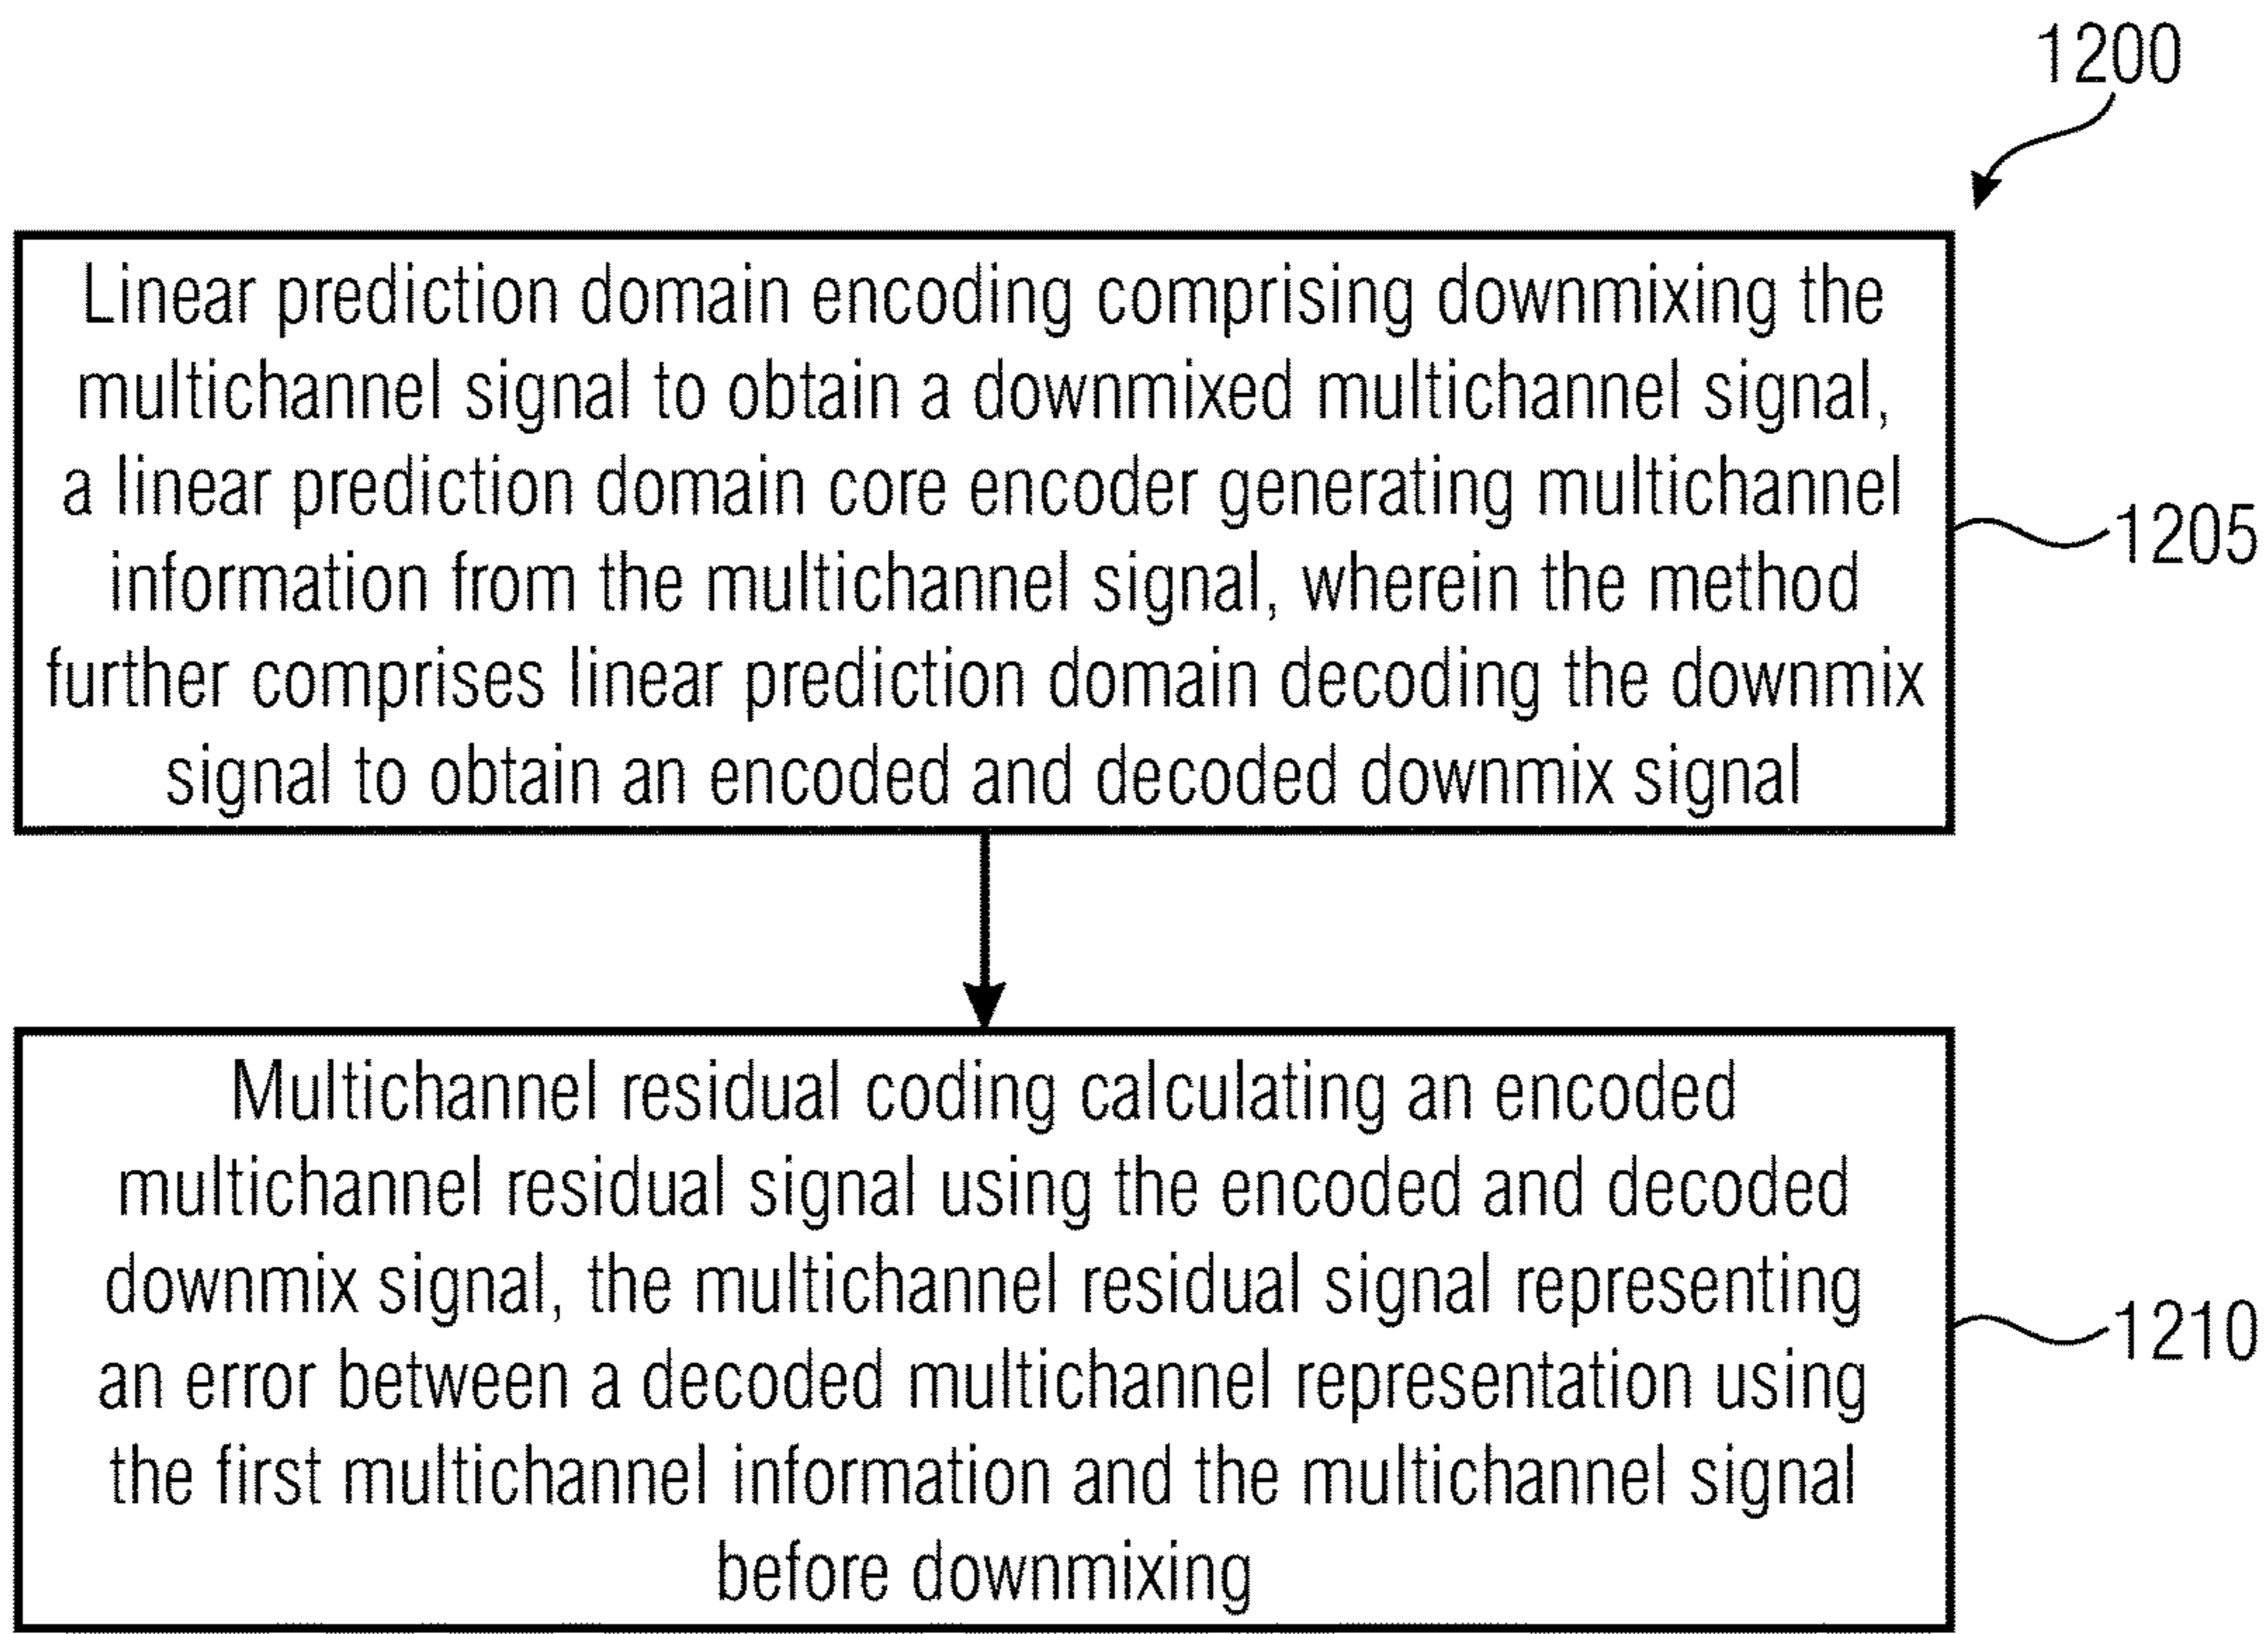 1200
Linear prediction domain encoding comprising downmixing the
multichannel signal to obtain a downmixed multichannel signal,
a linear prediction domain core encoder generating multichannel
information from the multichannel signal, wherein the method
further comprises linear prediction domain decoding the downmix
signal to obtain an encoded and decoded downmix signal
1205
Multichannel residual coding calculating an encoded
multichannel residual signal using the encoded and decoded
downmix signal, the multichannel residual signal representing
an error between a decoded multichannel representation using
the first multichannel information and the multichannel signal
before downmixing
1210